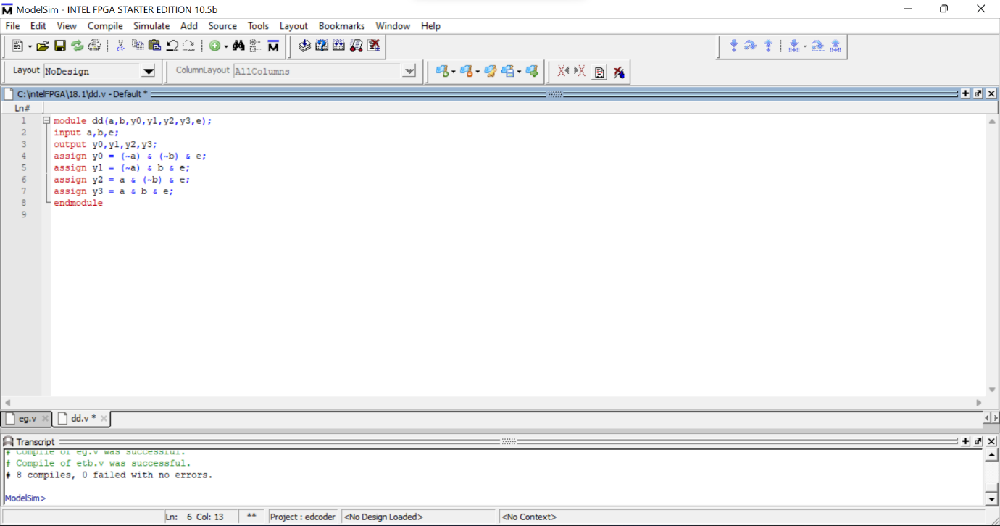 ModelSim - INTEL FPGA STARTER EDITION 10.5b
File Edit View Compile Simulate Add Source Tools Layout Bookmarks Window Help
Layout NoDesign ColumnLayout AllColumns
C:\intelFPGA\18.1\dd.v - Default *
Ln#
1 module dd(a,b,y0,y1,y2,y3,e);
2 input a,b,e;
3 output y0,y1,y2,y3;
4 assign y0 = (~a) & (~b) & e;
5 assign y1 = (~a) & b & e;
6 assign y2 = a & (~b) & e;
7 assign y3 = a & b & e;
8 endmodule
9
eg.v dd.v *
Transcript
# Compile of eg.v was successful.
# Compile of etb.v was successful.
# 8 compiles, 0 failed with no errors.
ModelSim>
Ln: 6 Col: 13 ** Project : edcoder <No Design Loaded> <No Context>